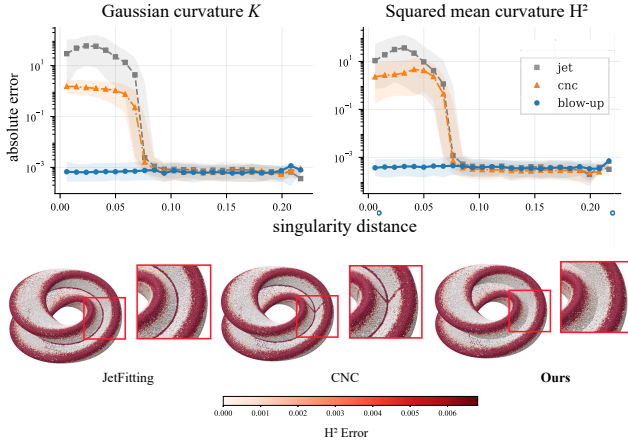 Gaussian curvature K
Squared mean curvature H²
absolute error
10¹
10⁻¹
10⁻³
0.00
0.05
0.10
0.15
0.20
10¹
10⁻¹
10⁻³
0.00
0.05
0.10
0.15
0.20
jet
cnc
blow-up
singularity distance
JetFitting
CNC
Ours
0.000
0.001
0.002
0.003
0.004
0.005
0.006
H² Error